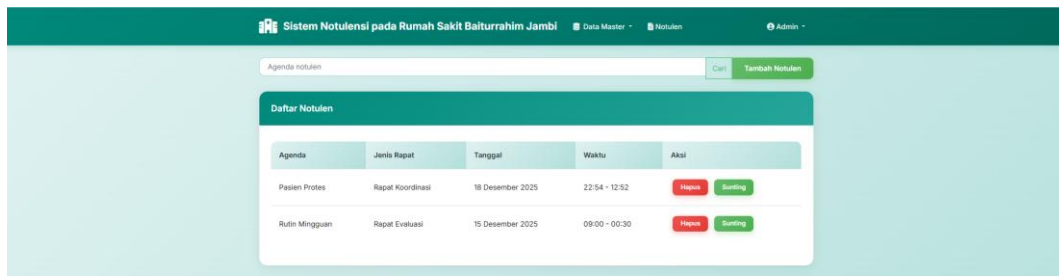 Sistem Notulensi pada Rumah Sakit Baiturrahim Jambi Data Master Notulen Admin
Agenda notulen Cari Tambah Notulen
Daftar Notulen
Agenda Jenis Rapat Tanggal Waktu Aksi
Pasien Protes Rapat Koordinasi 18 Desember 2025 22:54 - 12:52 Hapus Sunting
Rutin Mingguan Rapat Evaluasi 15 Desember 2025 09:00 - 00:30 Hapus Sunting